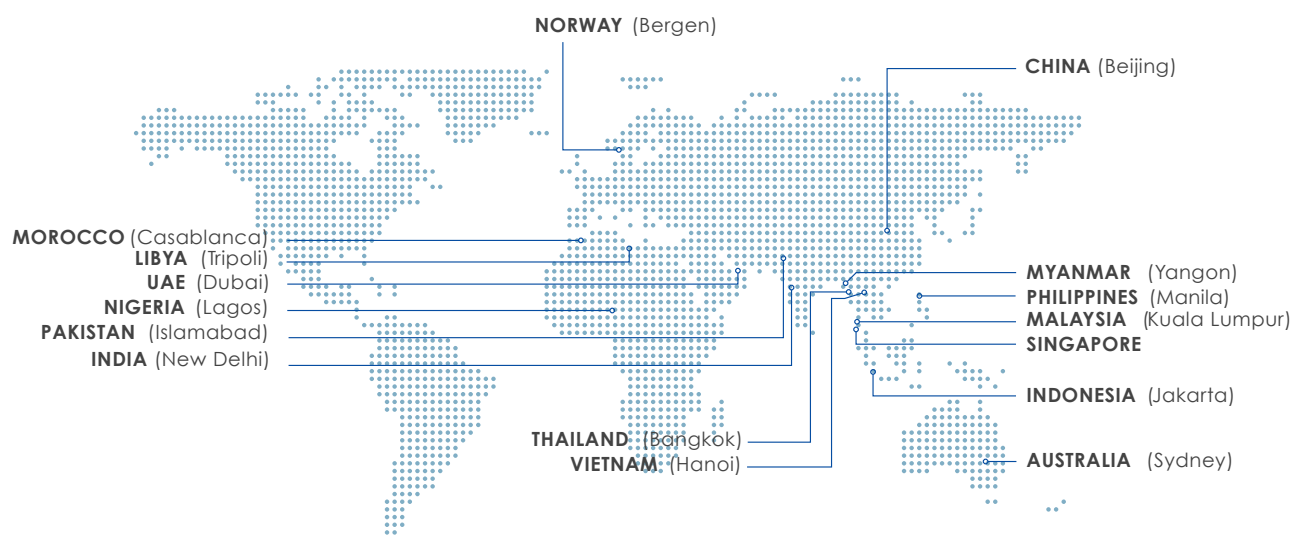 NORWAY (Bergen)
CHINA (Beijing)
MOROCCO (Casablanca)
LIBYA (Tripoli)
UAE (Dubai)
NIGERIA (Lagos)
PAKISTAN (Islamabad)
INDIA (New Delhi)
MYANMAR (Yangon)
PHILIPPINES (Manila)
MALAYSIA (Kuala Lumpur)
SINGAPORE
INDONESIA (Jakarta)
THAILAND (Bangkok)
VIETNAM (Hanoi)
AUSTRALIA (Sydney)